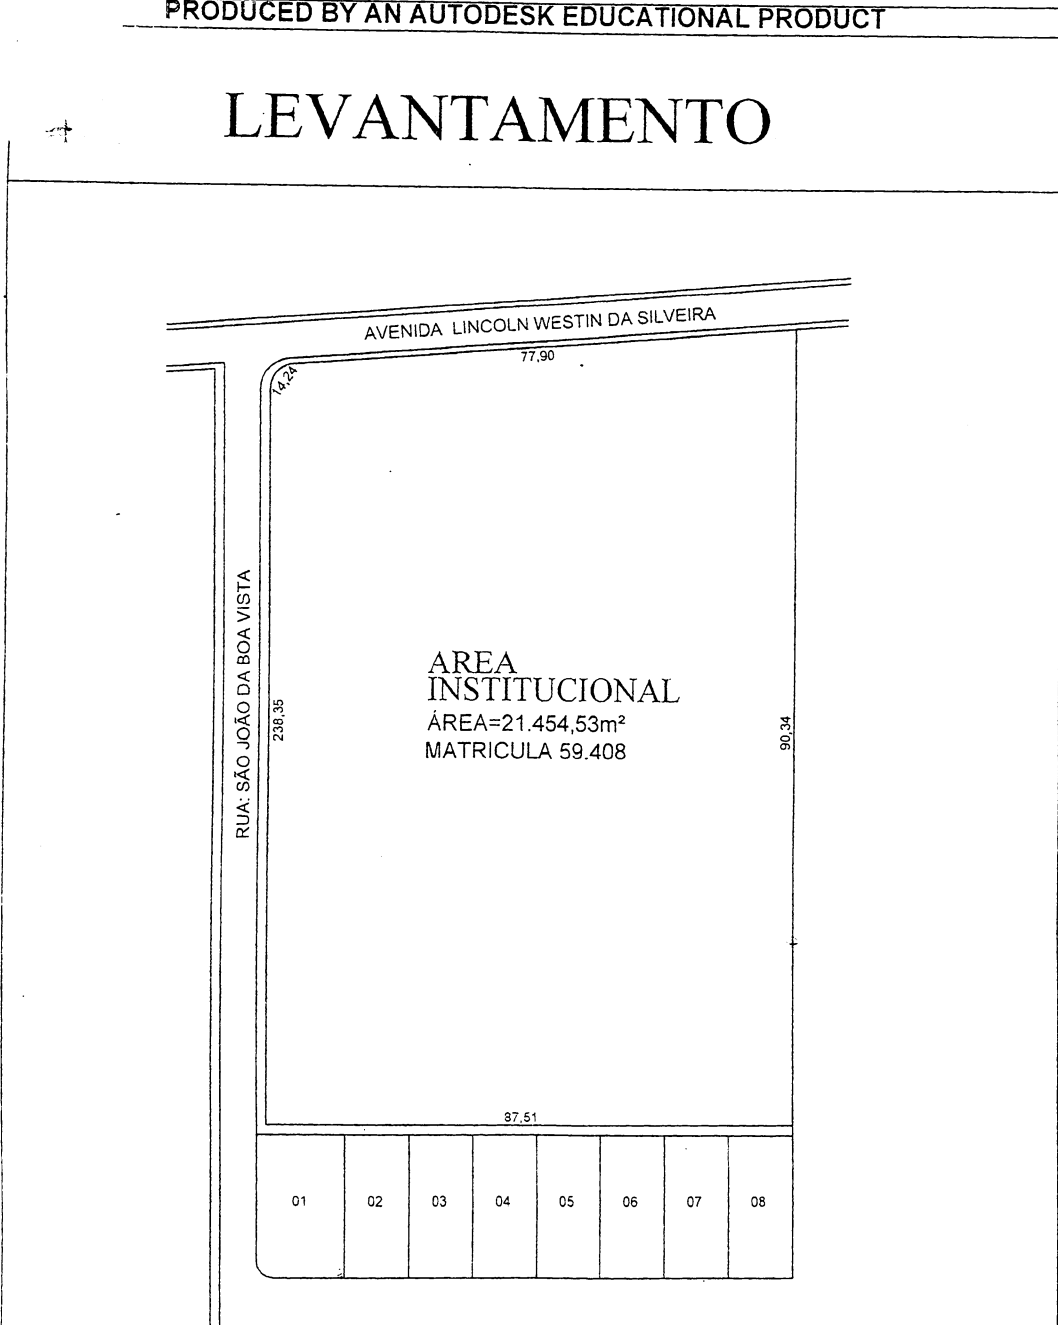 PRODUCED BY AN AUTODESK EDUCATIONAL PRODUCT
LEVANTAMENTO
AVENIDA LINCOLN WESTIN DA SILVEIRA
77,90
14,24
RUA: SÃO JOÃO DA BOA VISTA
238,35
AREA
INSTITUCIONAL
ÁREA=21.454,53m²
MATRICULA 59.408
90,34
87,51
01 02 03 04 05 06 07 08